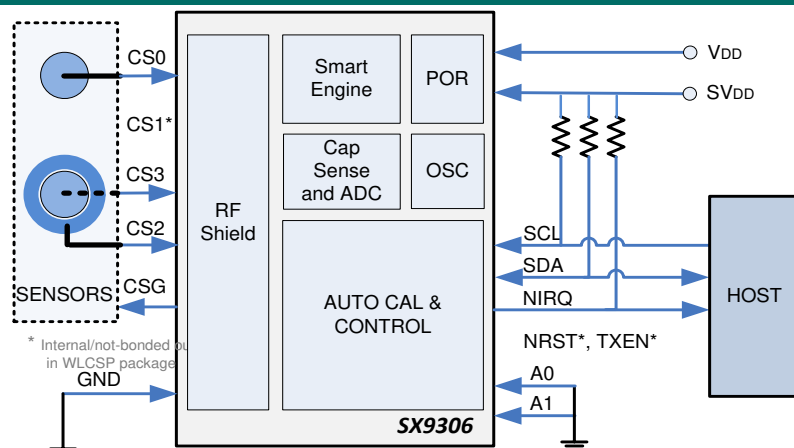 CS0
CS1*
CS3
CS2
SENSORS
CSG
* Internal/not-bonded
in WLCSP package
GND
RF
Shield
Smart
Engine
POR
Cap
Sense
and ADC
OSC
AUTO CAL &
CONTROL
SX9306
VDD
SVDD
SCL
SDA
NIRQ
NRST*, TXEN*
A0
A1
HOST